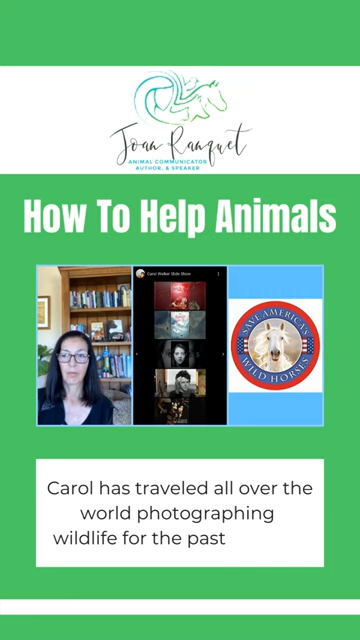 Joan Ranquet
ANIMAL COMMUNICATOR
AUTHOR, & SPEAKER
How To Help Animals
Carol Walker Slide Show
SAVE AMERICA'S
WILD HORSES
Carol has traveled all over the
world photographing
wildlife for the past